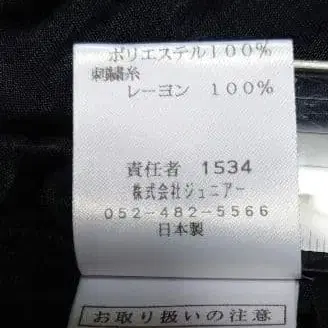 ポリエステル100%
刺繍糸
レーヨン 100%
責任者 1534
株式会社ジュニアー
052-482-5566
日本製
お取り扱いの注意